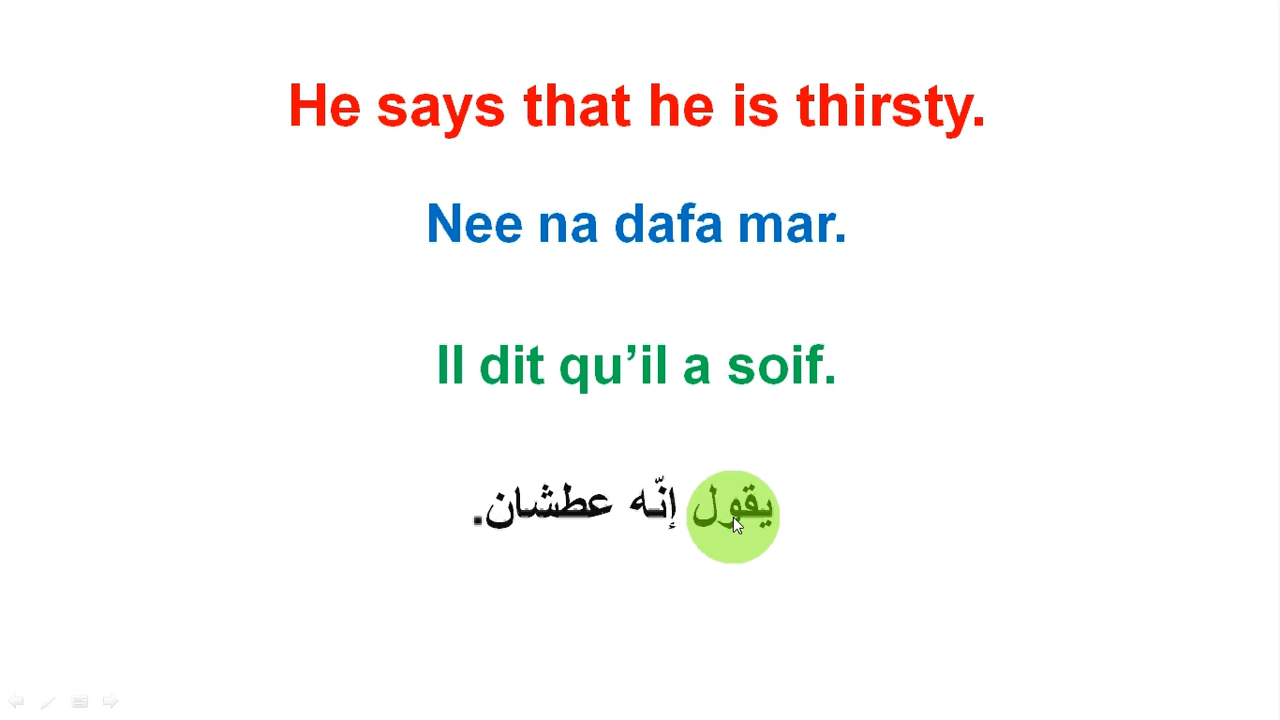 He says that he is thirsty.
Nee na dafa mar.
Il dit qu’il a soif.
يقول إنّه عطشان.